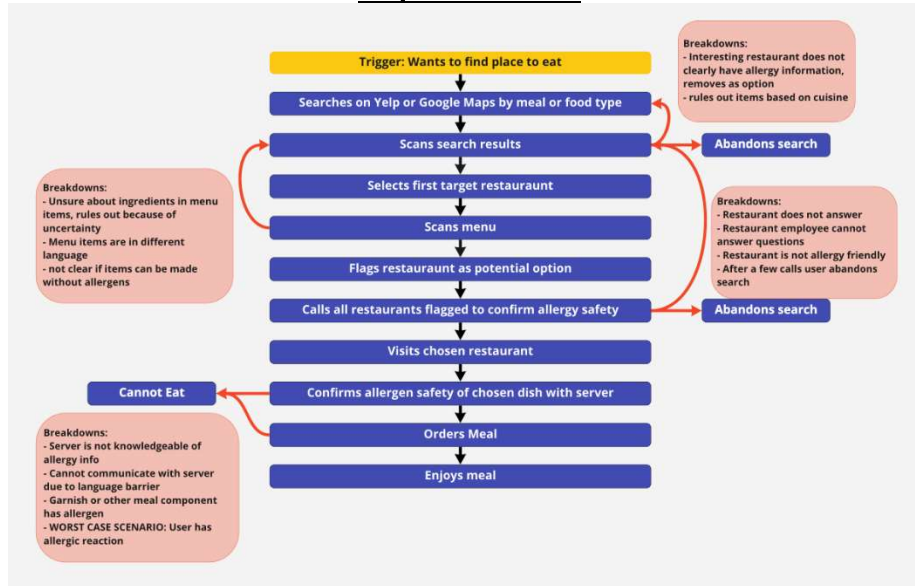 Trigger: Wants to find place to eat
Searches on Yelp or Google Maps by meal or food type
Scans search results
Abandons search
Selects first target restauraunt
Scans menu
Flags restauraunt as potential option
Calls all restaurants flagged to confirm allergy safety
Abandons search
Visits chosen restaurant
Confirms allergen safety of chosen dish with server
Cannot Eat
Orders Meal
Enjoys meal
Breakdowns:
- Interesting restaurant does not
clearly have allergy information,
removes as option
- rules out items based on cuisine
Breakdowns:
- Unsure about ingredients in menu
items, rules out because of
uncertainty
- Menu items are in different
language
- not clear if items can be made
without allergens
Breakdowns:
- Restaurant does not answer
- Restaurant employee cannot
answer questions
- Restaurant is not allergy friendly
- After a few calls user abandons
search
Breakdowns:
- Server is not knowledgeable of
allergy info
- Cannot communicate with server
due to language barrier
- Garnish or other meal component
has allergen
- WORST CASE SCENARIO: User has
allergic reaction